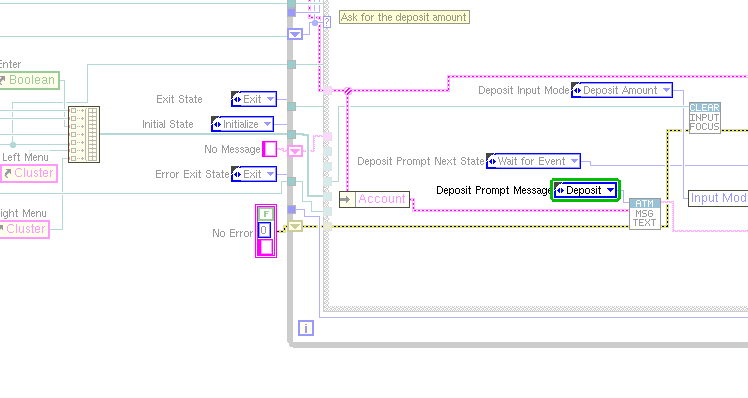 Ask for the deposit amount
Enter
Boolean
Exit State
Exit
Deposit Input Mode
Deposit Amount
CLEAR
INPUT
FOCUS
Initial State
Initialize
No Message
Left Menu
Cluster
Error Exit State
Exit
Deposit Prompt Next State
Wait for Event
Deposit Prompt Message
Deposit
Account
ATM
MSG
TEXT
Input Mod
ight Menu
Cluster
No Error
F
0
i
?